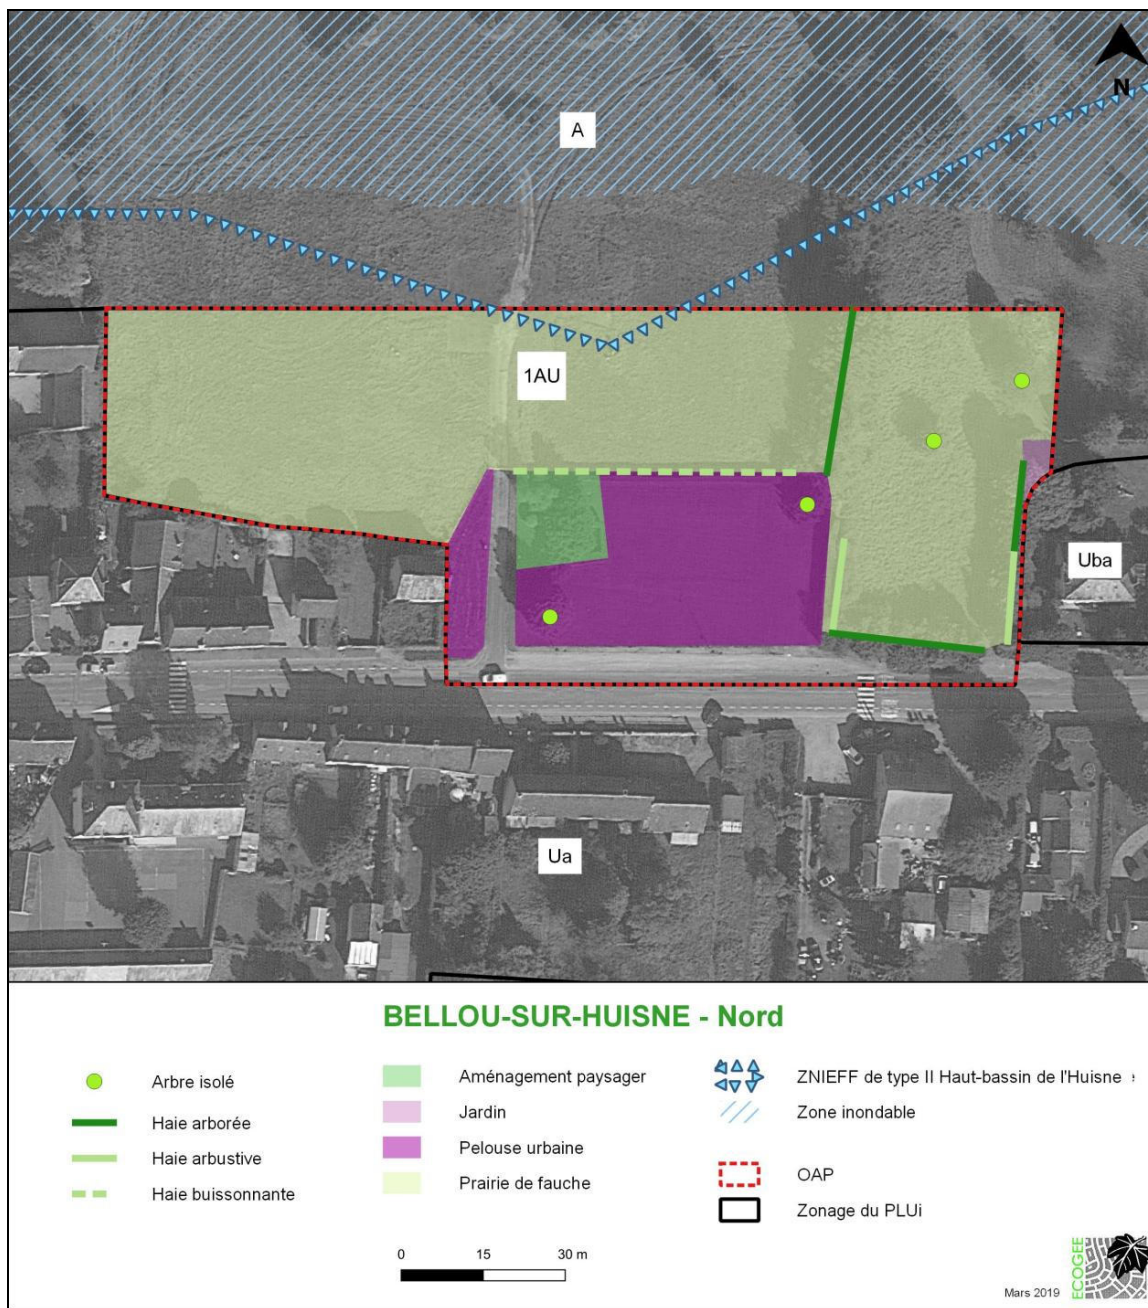 N
A
1AU
Uba
Ua
BELLOU-SUR-HUISNE - Nord
Arbre isolé
Haie arborée
Haie arbustive
Haie buissonnante
Aménagement paysager
Jardin
Pelouse urbaine
Prairie de fauche
ZNIEFF de type II Haut-bassin de l'Huisne
Zone inondable
OAP
Zonage du PLUi
0 15 30 m
Mars 2019
ECOGEE